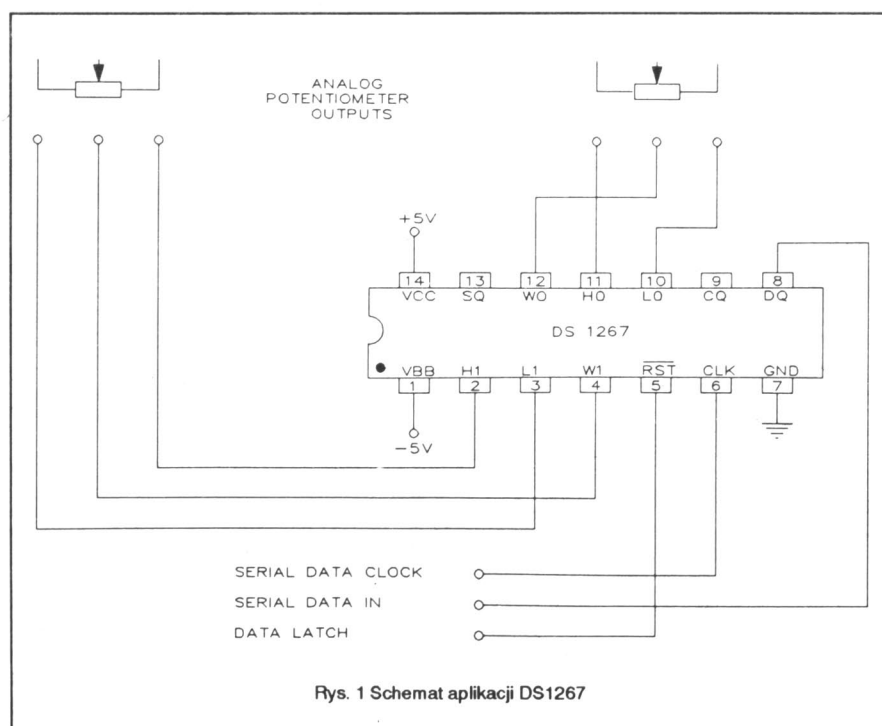 ANALOG
POTENTIOMETER
OUTPUTS
+5V
14 13 12 11 10 9 8
VCC SQ W0 H0 L0 CQ DQ
DS 1267
VBB H1 L1 W1 RST CLK GND
1 2 3 4 5 6 7
-5V
SERIAL DATA CLOCK
SERIAL DATA IN
DATA LATCH
Rys. 1 Schemat aplikacji DS1267